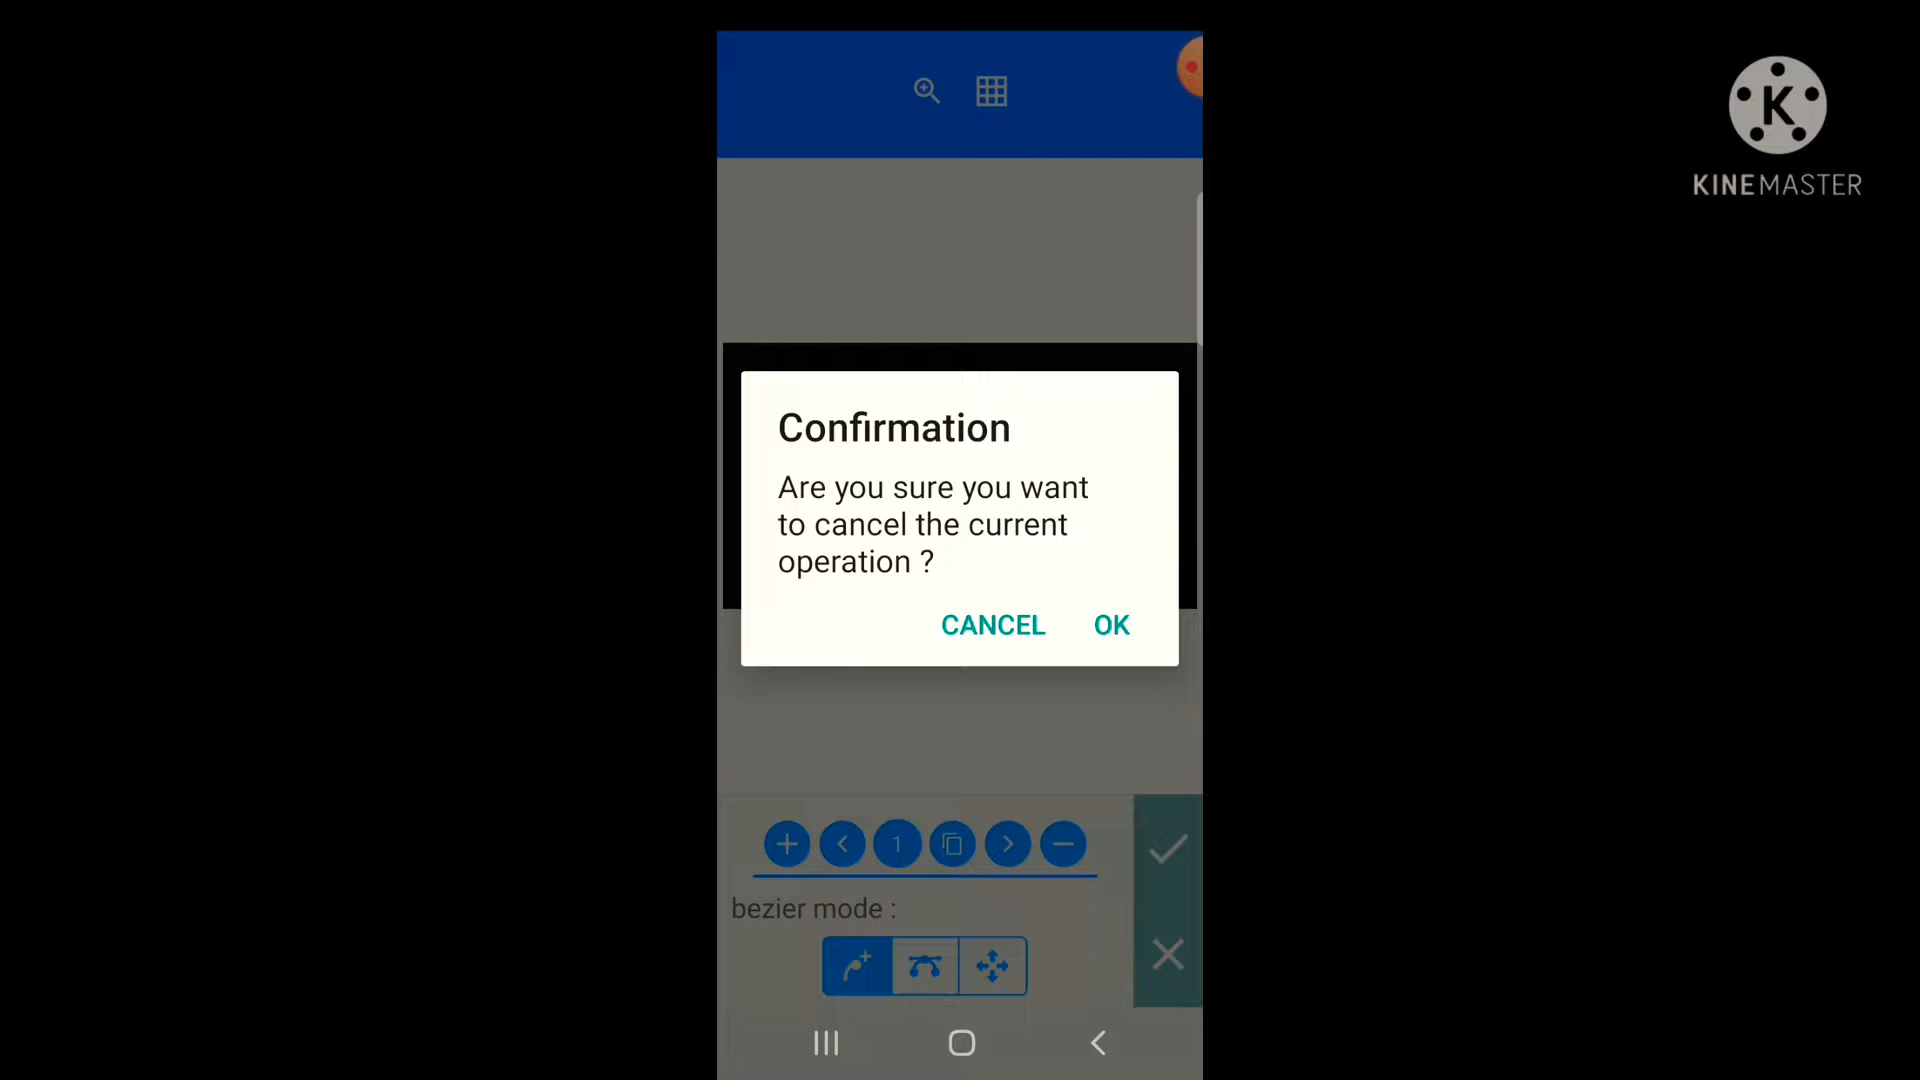 K
KINEMASTER
Confirmation
Are you sure you want
to cancel the current
operation ?
CANCEL OK
1
bezier mode :